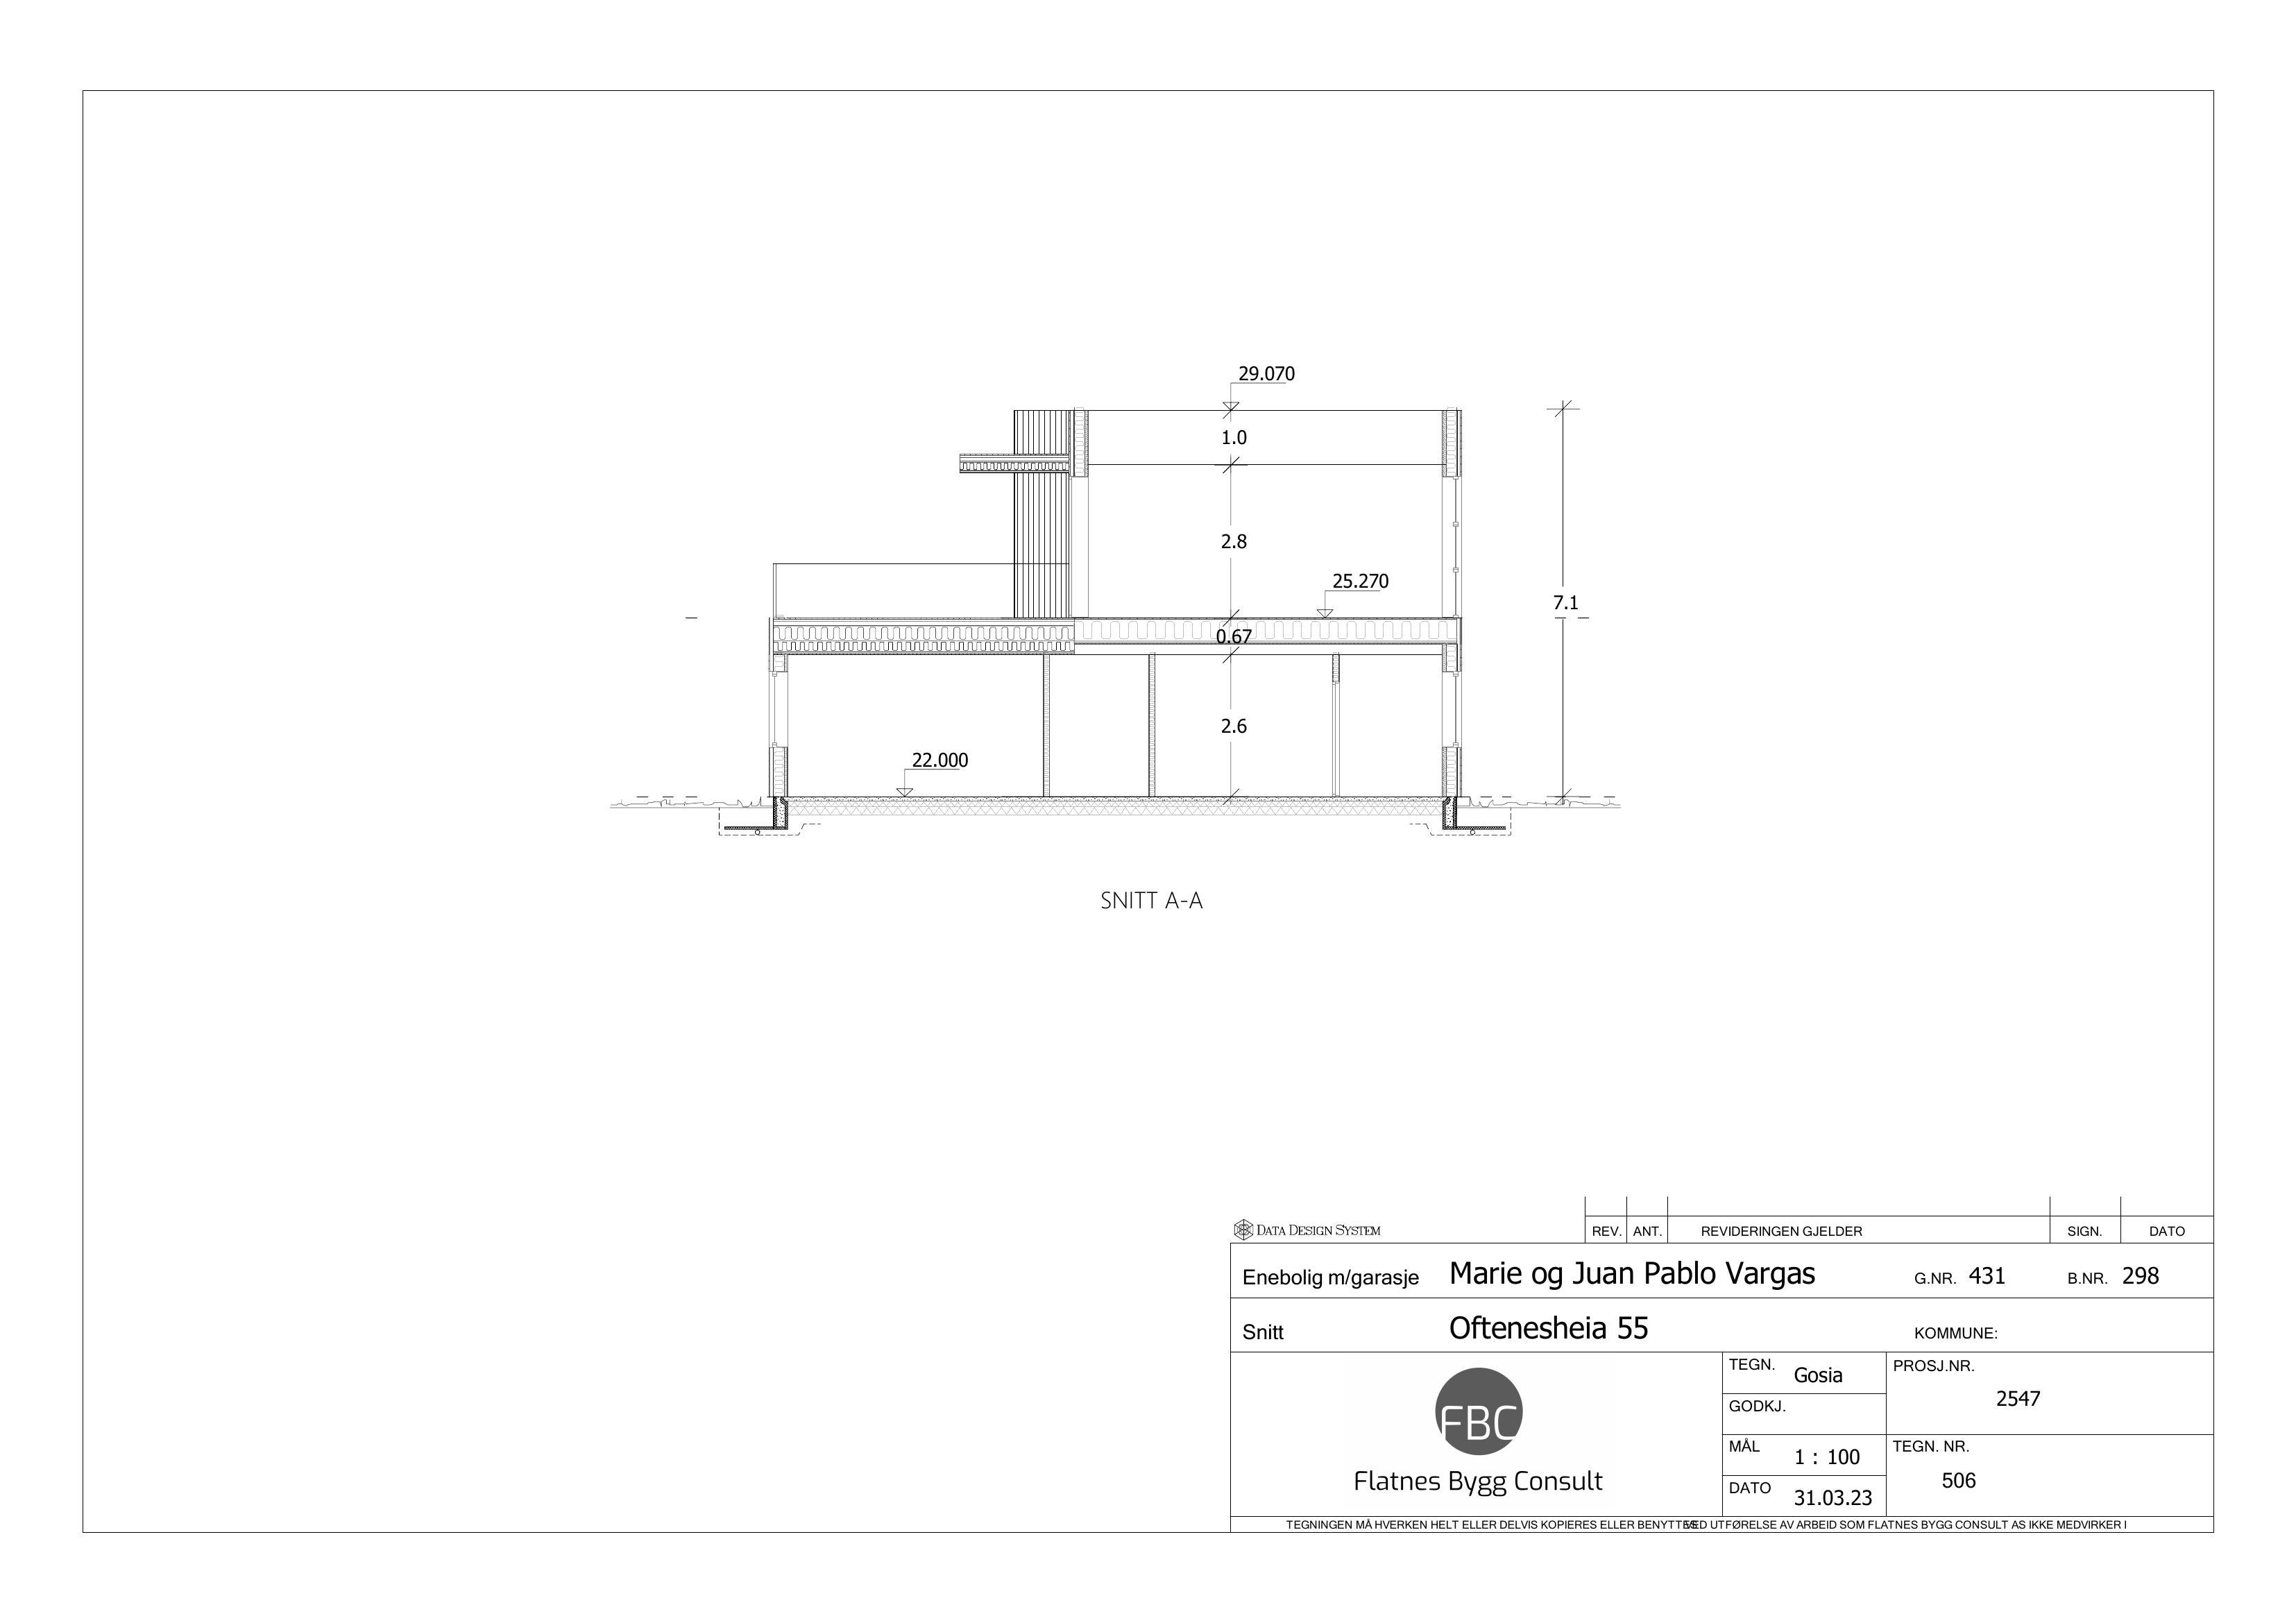 29.070
1.0
2.8
25.270
7.1
0.67
2.6
22.000
SNITT A-A
DATA DESIGN SYSTEM
REV. ANT. REVIDERINGEN GJELDER SIGN. DATO
Enebolig m/garasje Marie og Juan Pablo Vargas G.NR. 431 B.NR. 298
Snitt Oftenesheia 55 KOMMUNE:
TEGN. Gosia PROSJ.NR.
2547
GODKJ.
FBC
MÅL 1 : 100 TEGN. NR.
Flatnes Bygg Consult 506
DATO 31.03.23
TEGNINGEN MÅ HVERKEN HELT ELLER DELVIS KOPIERES ELLER BENYTTES VED UTFØRELSE AV ARBEID SOM FLATNES BYGG CONSULT AS IKKE MEDVIRKER I